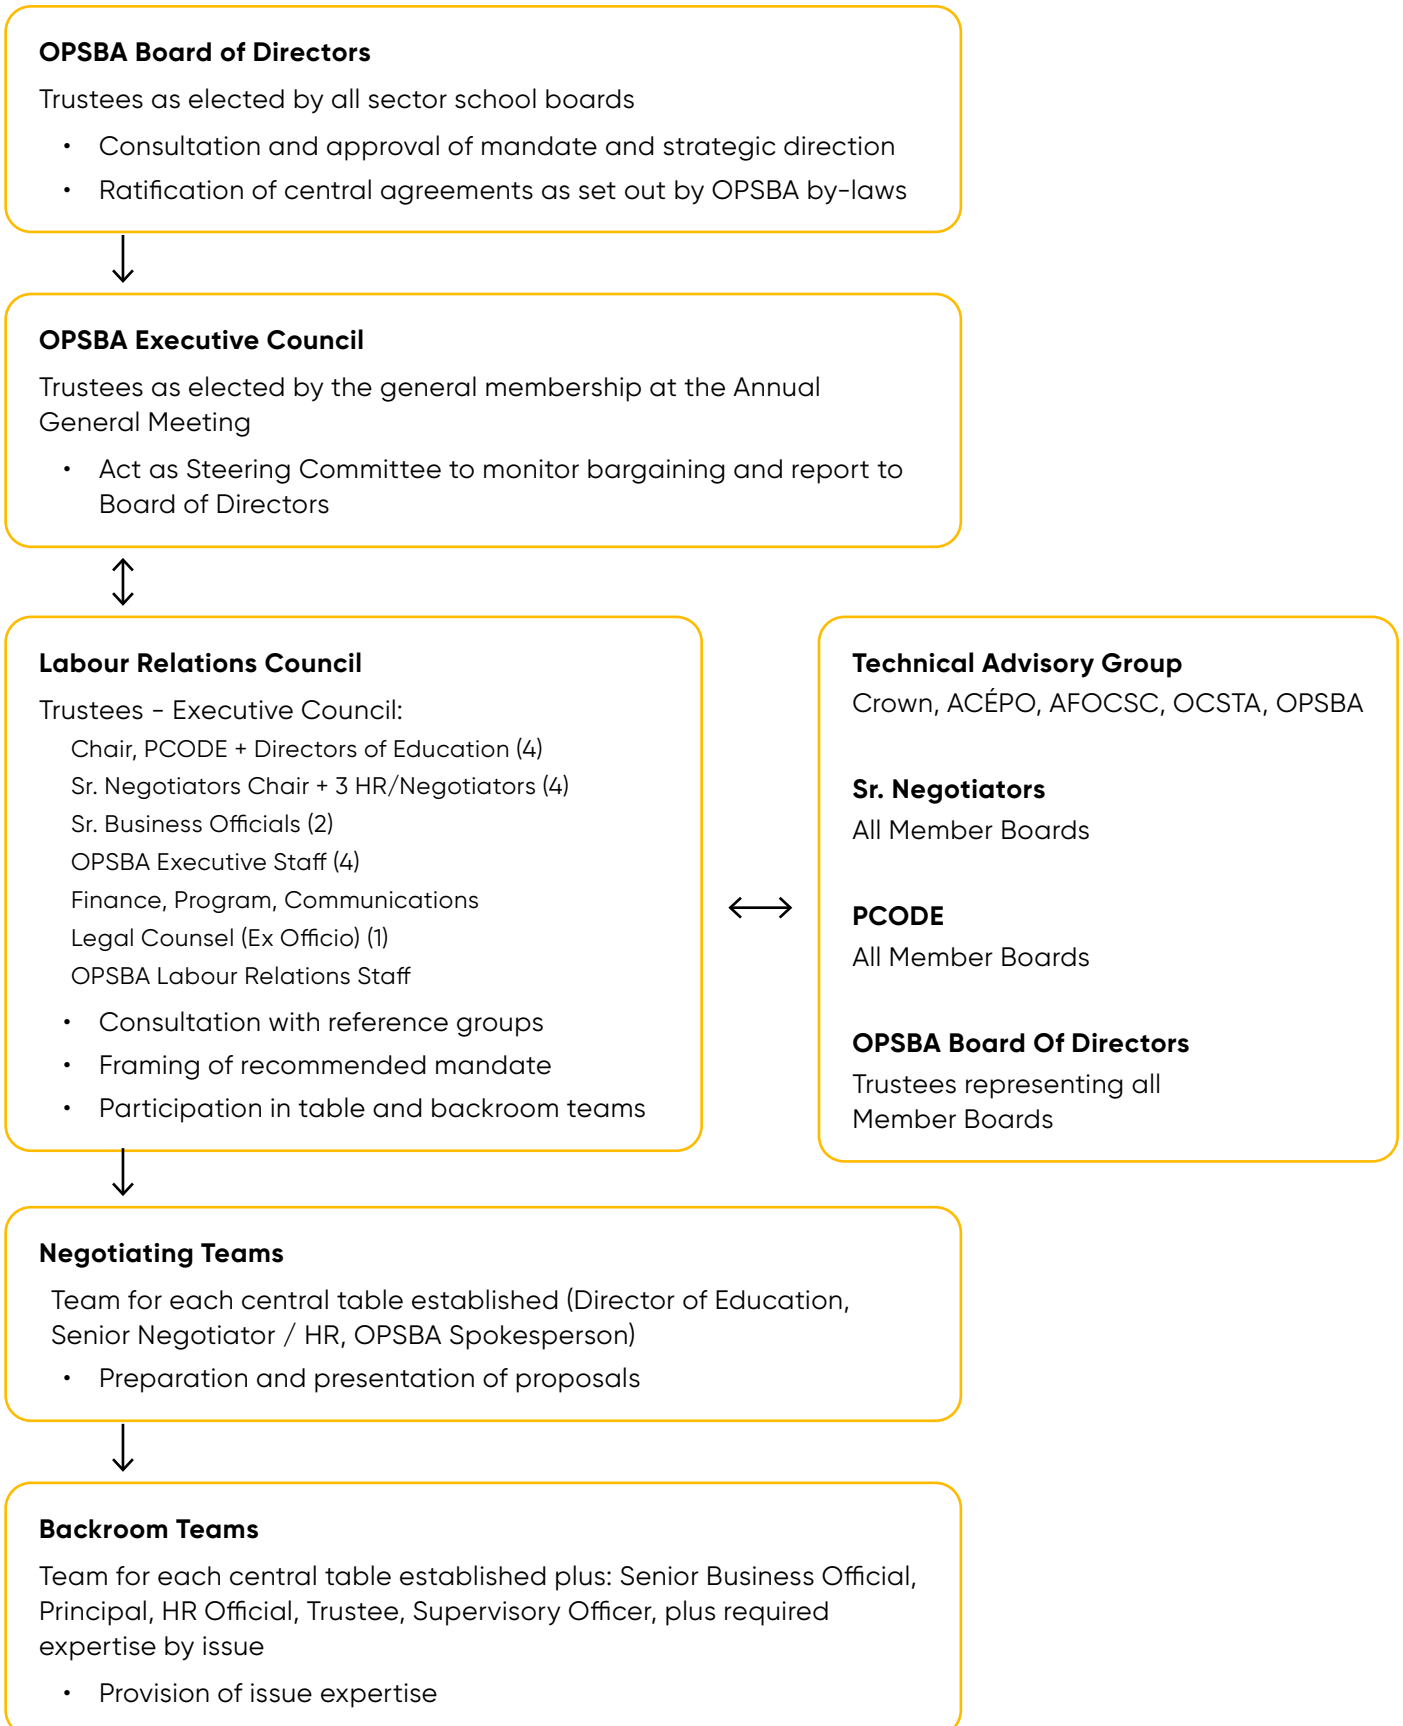 OPSBA Board of Directors
Trustees as elected by all sector school boards
• Consultation and approval of mandate and strategic direction
• Ratification of central agreements as set out by OPSBA by-laws
OPSBA Executive Council
Trustees as elected by the general membership at the Annual
General Meeting
• Act as Steering Committee to monitor bargaining and report to
Board of Directors
Labour Relations Council
Trustees - Executive Council:
Chair, PCODE + Directors of Education (4)
Sr. Negotiators Chair + 3 HR/Negotiators (4)
Sr. Business Officials (2)
OPSBA Executive Staff (4)
Finance, Program, Communications
Legal Counsel (Ex Officio) (1)
OPSBA Labour Relations Staff
• Consultation with reference groups
• Framing of recommended mandate
• Participation in table and backroom teams
Technical Advisory Group
Crown, ACÉPO, AFOCSC, OCSTA, OPSBA
Sr. Negotiators
All Member Boards
PCODE
All Member Boards
OPSBA Board Of Directors
Trustees representing all
Member Boards
Negotiating Teams
Team for each central table established (Director of Education,
Senior Negotiator / HR, OPSBA Spokesperson)
• Preparation and presentation of proposals
Backroom Teams
Team for each central table established plus: Senior Business Official,
Principal, HR Official, Trustee, Supervisory Officer, plus required
expertise by issue
• Provision of issue expertise